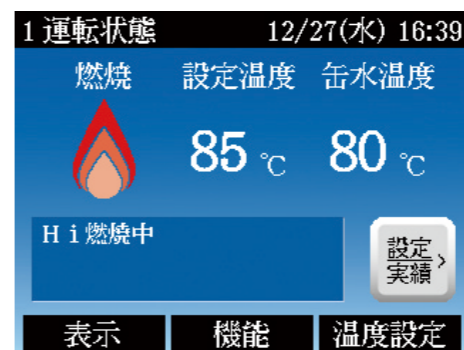 1 運転状態 12/27(水) 16:39
燃焼 設定温度 缶水温度
85 ℃ 80 ℃
Hi燃焼中
設定
実績
表示 機能 温度設定